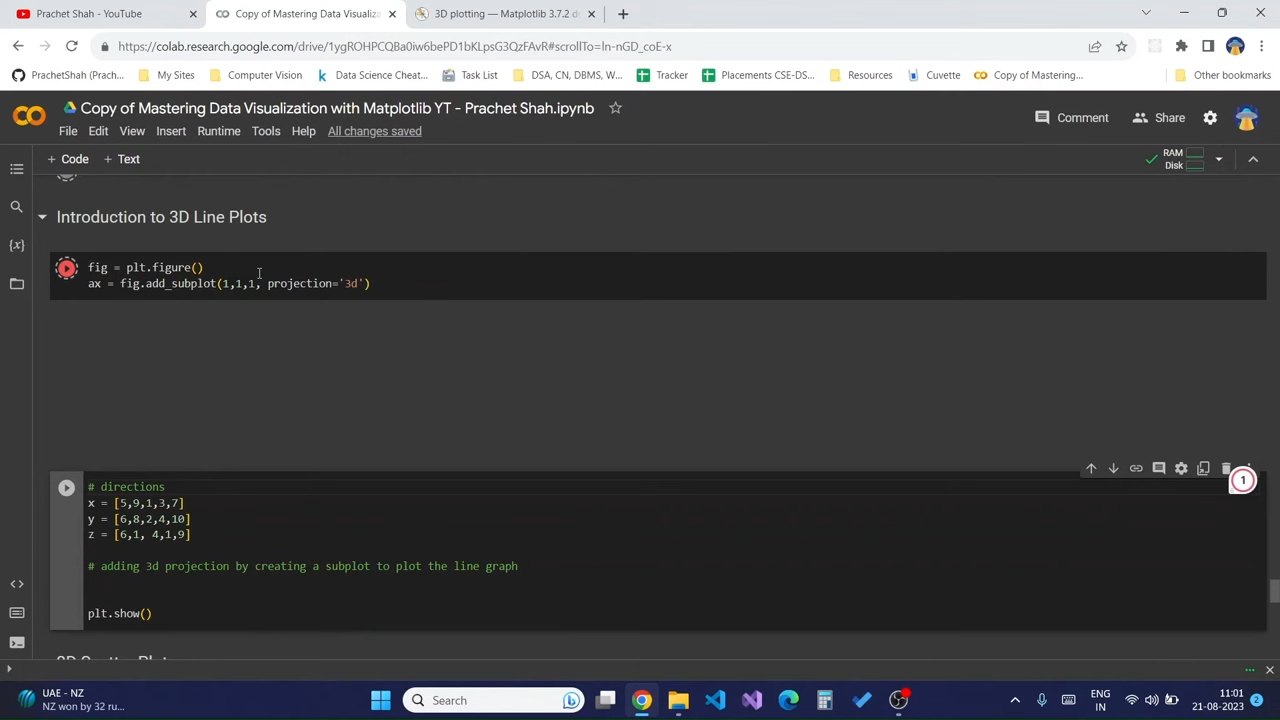 Prachet Shah - YouTube
Copy of Mastering Data Visualiza
3D plotting — Matplotlib 3.7.2 d
https://colab.research.google.com/drive/1ygROHPCQBa0iw6bePD1bKLpsG3QzFAvR#scrollTo=In-nGD_coE-x
PrachetShah (Prach...
My Sites
Computer Vision
Data Science Cheat...
Task List
DSA, CN, DBMS, W...
Tracker
Placements CSE-DS...
Resources
Cuvette
Copy of Mastering...
Other bookmarks
Copy of Mastering Data Visualization with Matplotlib YT - Prachet Shah.ipynb
Comment
Share
File Edit View Insert Runtime Tools Help All changes saved
+ Code + Text
RAM
Disk
Introduction to 3D Line Plots
fig = plt.figure()
ax = fig.add_subplot(1,1,1, projection='3d')
1
# directions
x = [5,9,1,3,7]
y = [6,8,2,4,10]
z = [6,1, 4,1,9]
# adding 3d projection by creating a subplot to plot the line graph
plt.show()
UAE - NZ
NZ won by 32 ru...
Search
ENG
IN
11:01
21-08-2023
2